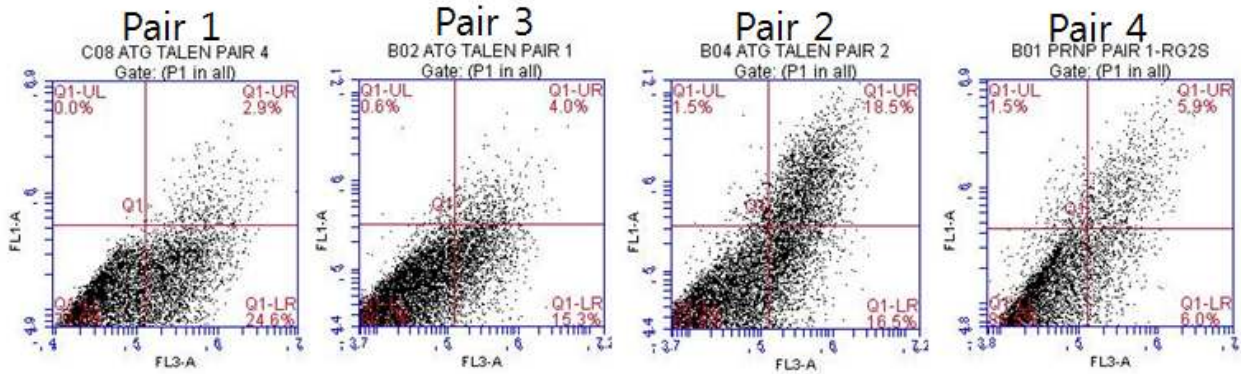 Pair 1
C08 ATG TALEN PAIR 4
Gate: (P1 in all)
Q1-UL
0.0%
Q1-UR
2.9%
Q1-LR
24.6%
FL1-A
FL3-A
Pair 3
B02 ATG TALEN PAIR 1
Gate: (P1 in all)
Q1-UL
0.6%
Q1-UR
4.0%
Q1-LR
15.3%
FL1-A
FL3-A
Pair 2
B04 ATG TALEN PAIR 2
Gate: (P1 in all)
Q1-UL
1.5%
Q1-UR
18.5%
Q1-LR
16.5%
FL1-A
FL3-A
Pair 4
B01 PRNP PAIR 1-RG2S
Gate: (P1 in all)
Q1-UL
1.5%
Q1-UR
5.9%
Q1-LR
6.0%
FL1-A
FL3-A